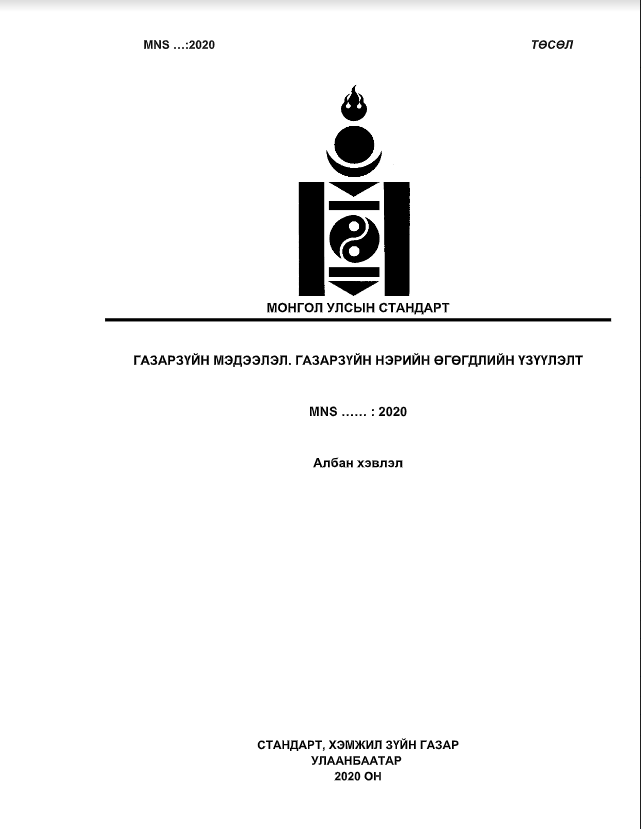 MNS ...:2020 ТӨСӨЛ
МОНГОЛ УЛСЫН СТАНДАРТ
ГАЗАРЗҮЙН МЭДЭЭЛЭЛ. ГАЗАРЗҮЙН НЭРИЙН ӨГӨГДЛИЙН ҮЗҮҮЛЭЛТ
MNS ...... : 2020
Албан хэвлэл
СТАНДАРТ, ХЭМЖИЛ ЗҮЙН ГАЗАР
УЛААНБААТАР
2020 ОН